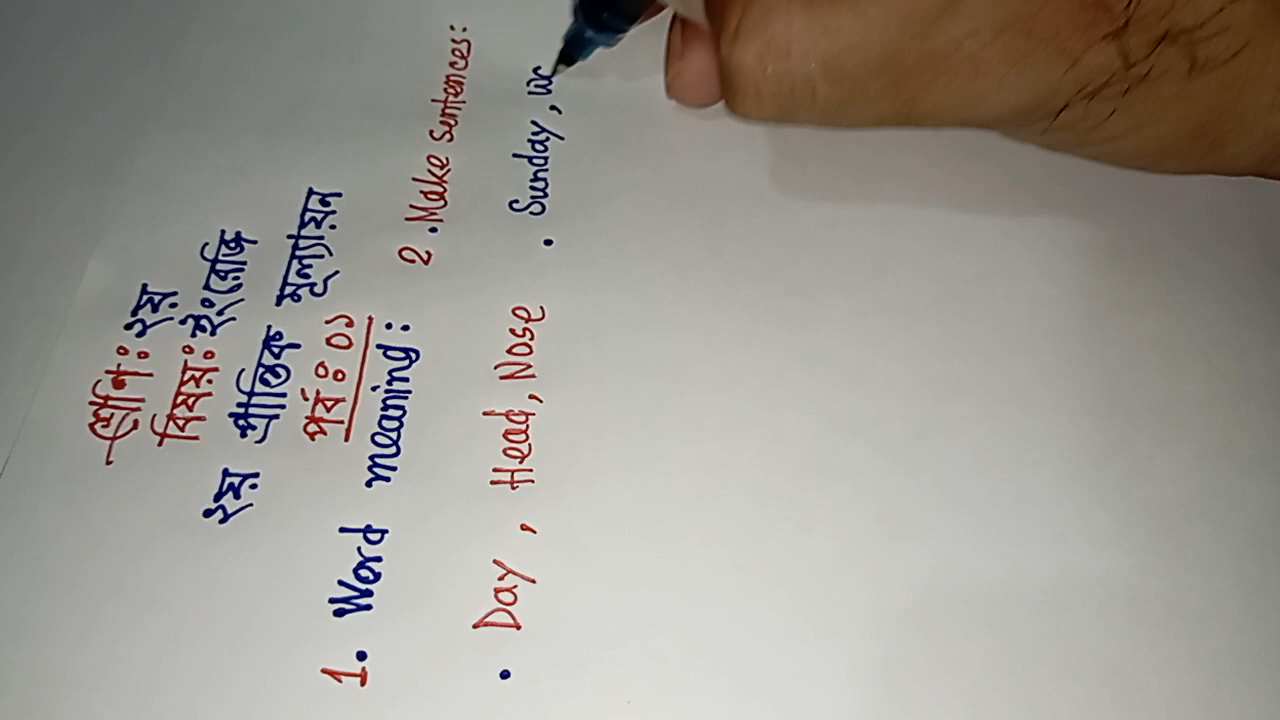 শ্রেণি: ২য়
বিষয়: ইংরেজি
২য় প্রান্তিক মূল্যায়ন
পর্ব: ০১
1. Word meaning:
2. Make sentences:
• Day, Head, Nose
• Sunday,